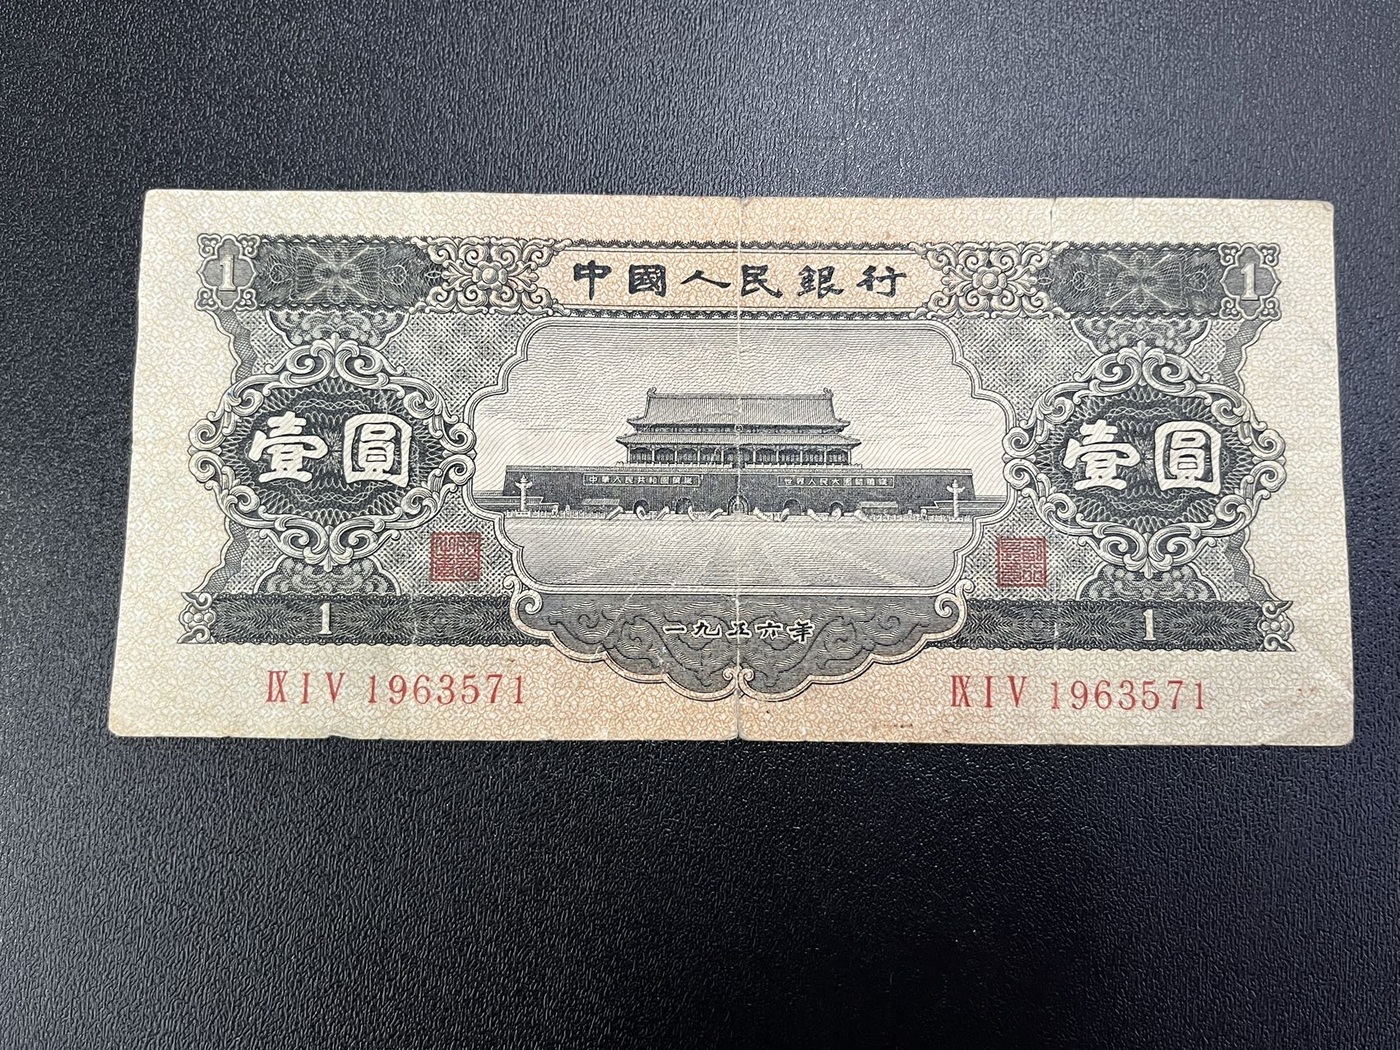 1 中國人民銀行 1
壹圓 壹圓
中華人民共和國萬歲 世界人民大團結萬歲
1 一九五六年 1
IX I V 1963571 IX I V 1963571